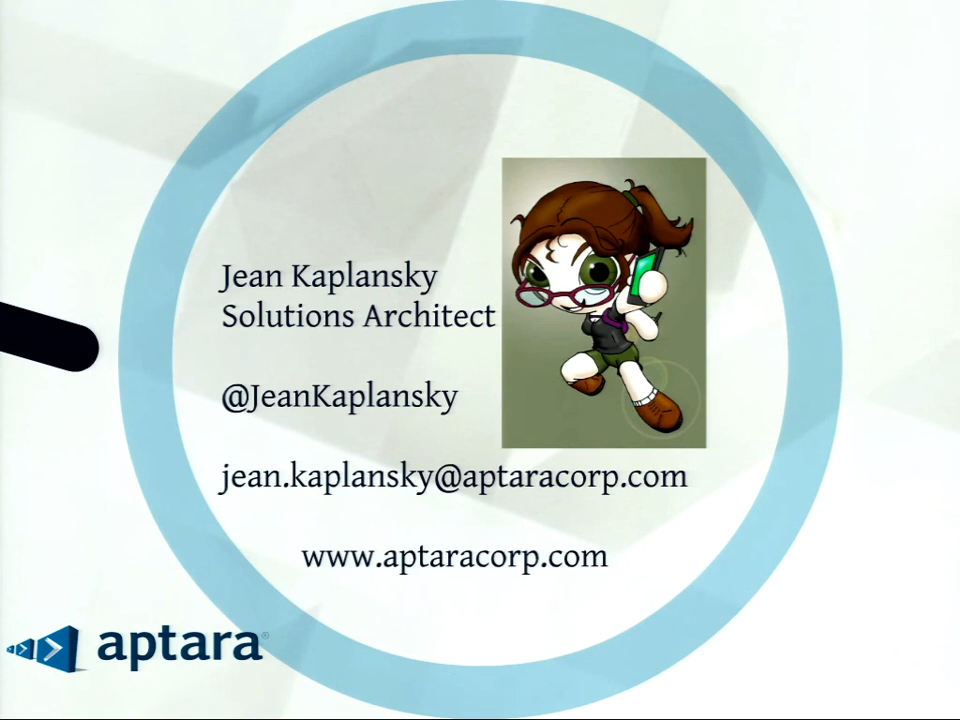 Jean Kaplansky
Solutions Architect
@JeanKaplansky
jean.kaplansky@aptaracorp.com
www.aptaracorp.com
aptara®